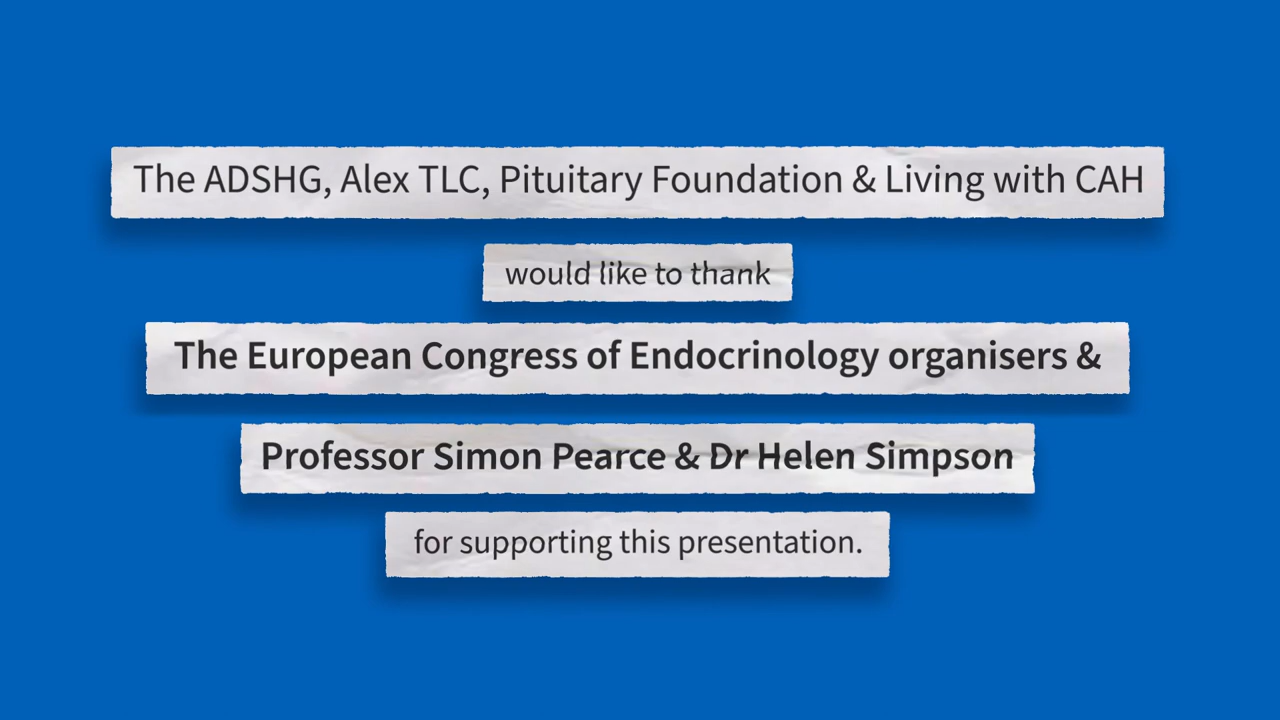 The ADSHG, Alex TLC, Pituitary Foundation & Living with CAH
would like to thank
The European Congress of Endocrinology organisers &
Professor Simon Pearce & Dr Helen Simpson
for supporting this presentation.